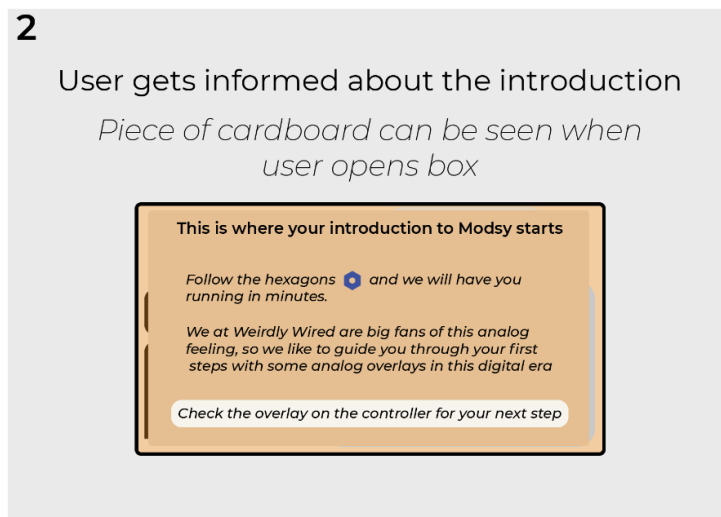 2
User gets informed about the introduction
Piece of cardboard can be seen when
user opens box
This is where your introduction to Modsy starts
Follow the hexagons and we will have you
running in minutes.
We at Weirdly Wired are big fans of this analog
feeling, so we like to guide you through your first
steps with some analog overlays in this digital era
Check the overlay on the controller for your next step